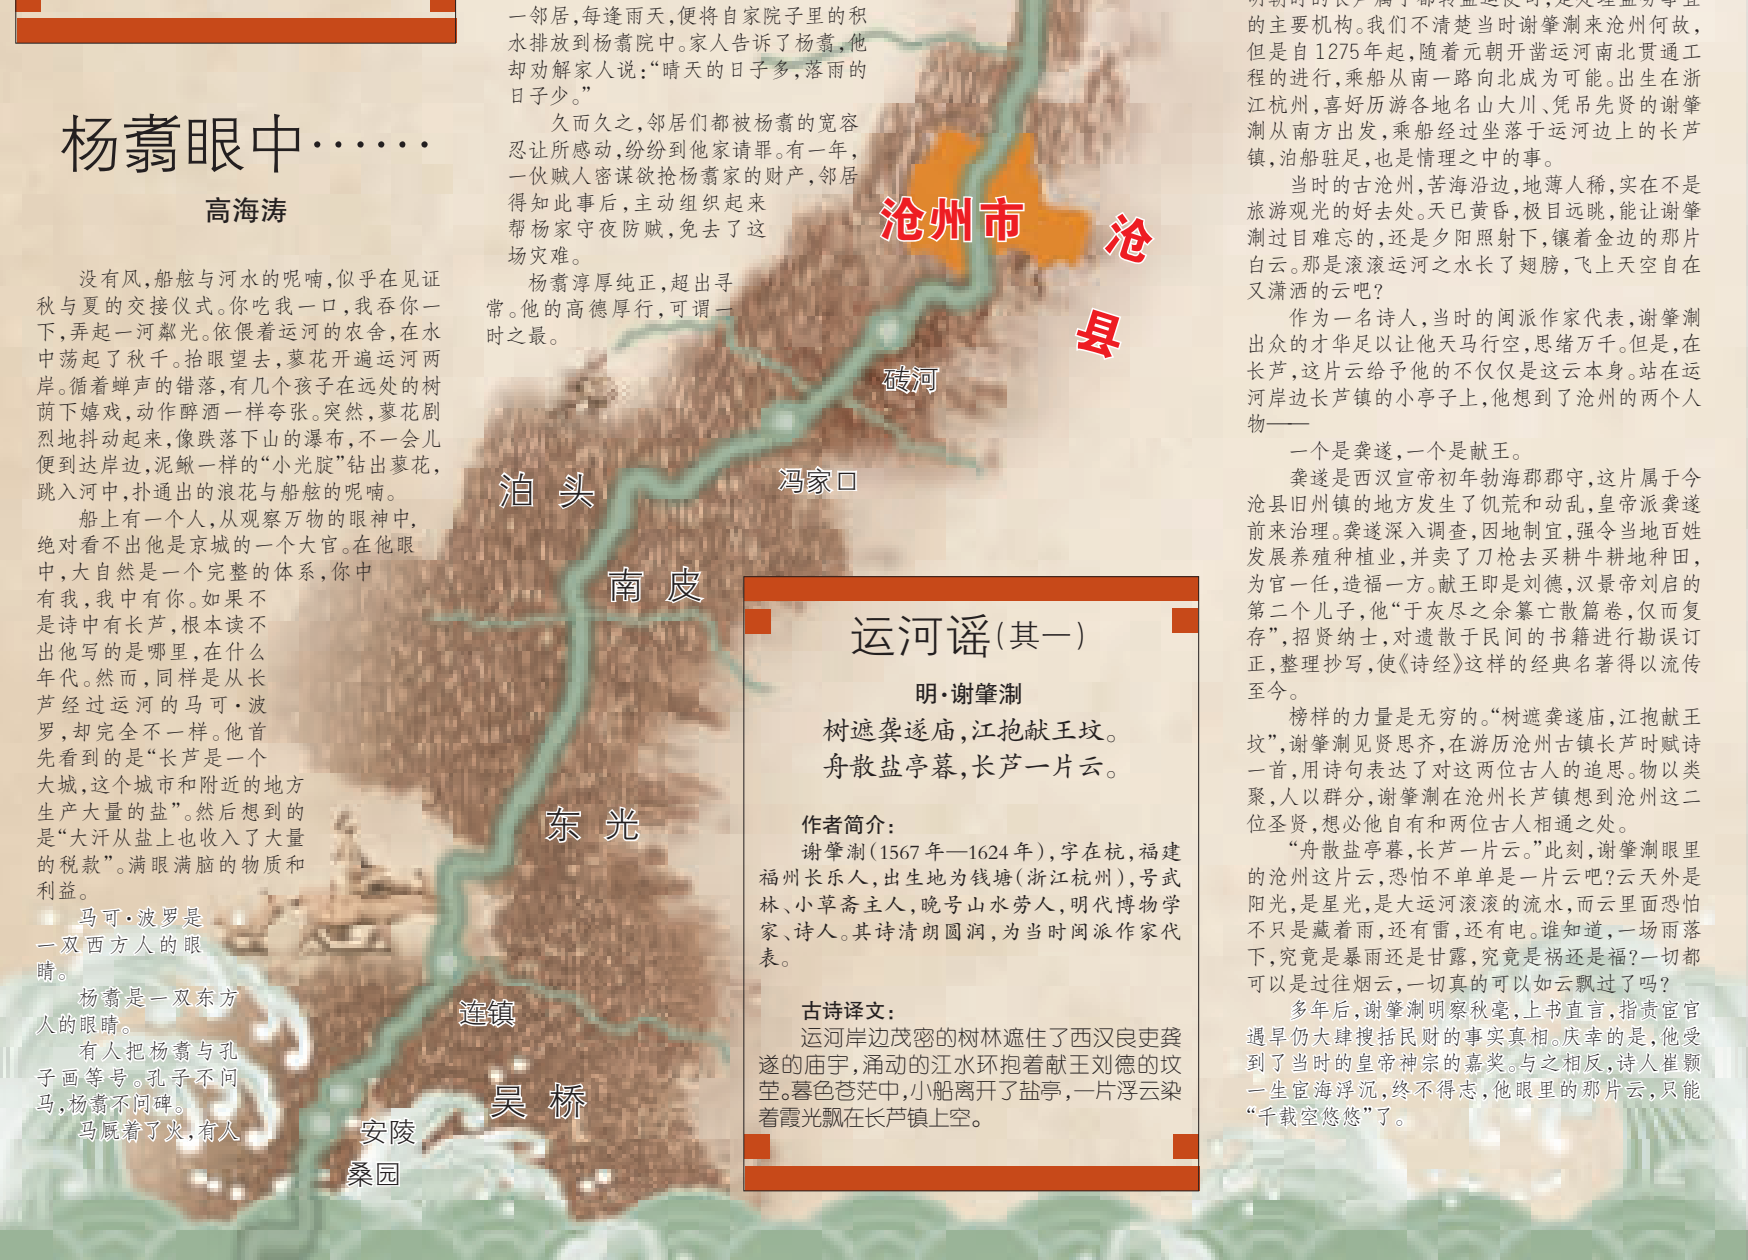 杨翥眼中······
高海涛
没有风,船舷与河水的呢喃,似乎在见证
秋与夏的交接仪式。你吃我一口,我吞你一
下,弄起一河粼光。依偎着运河的农舍,在水
中荡起了秋千。抬眼望去,蓼花开遍运河两
岸。循着蝉声的错落,有几个孩子在远处的树
荫下嬉戏,动作醉酒一样夸张。突然,蓼花剧
烈地抖动起来,像跌落下山的瀑布,不一会儿
便到达岸边,泥鳅一样的“小光腚”钻出蓼花,
跳入河中,扑通出的浪花与船舷的呢喃。
船上有一个人,从观察万物的眼神中,
绝对看不出他是京城的一个大官。在他眼
中,大自然是一个完整的体系,你中
有我,我中有你。如果不
是诗中有长芦,根本读不
出他写的是哪里,在什么
年代。然而,同样是从长
芦经过运河的马可·波
罗,却完全不一样。他首
先看到的是“长芦是一个
大城,这个城市和附近的地方
生产大量的盐”。然后想到的
是“大汗从盐上也收入了大量
的税款”。满眼满脑的物质和
利益。
马可·波罗是
一双西方人的眼
睛。
杨翥是一双东方
人的眼睛。
有人把杨翥与孔
子画等号。孔子不问
马,杨翥不问碑。
马厩着了火,有人
一邻居,每逢雨天,便将自家院子里的积
水排放到杨翥院中。家人告诉了杨翥,他
却劝解家人说:“晴天的日子多,落雨的
日子少。”
久而久之,邻居们都被杨翥的宽容
忍让所感动,纷纷到他家请罪。有一年,
一伙贼人密谋欲抢杨翥家的财产,邻居
得知此事后,主动组织起来
帮杨家守夜防贼,免去了这
场灾难。
杨翥淳厚纯正,超出寻
常。他的高德厚行,可谓一
时之最。
沧州市
沧
县
砖河
冯家口
泊 头
南 皮
东 光
连镇
吴 桥
安陵
桑园
运河谣(其一)
明·谢肇淛
树遮龚遂庙,江抱献王坟。
舟散盐亭暮,长芦一片云。
作者简介:
谢肇淛(1567年—1624年),字在杭,福建
福州长乐人,出生地为钱塘(浙江杭州),号武
林、小草斋主人,晚号山水劳人,明代博物学
家、诗人。其诗清朗圆润,为当时闽派作家代
表。
古诗译文:
运河岸边茂密的树林遮住了西汉良吏龚
遂的庙宇,涌动的江水环抱着献王刘德的坟
茔。暮色苍茫中,小船离开了盐亭,一片浮云染
着霞光飘在长芦镇上空。
的主要机构。我们不清楚当时谢肇淛来沧州何故,
但是自1275年起,随着元朝开凿运河南北贯通工
程的进行,乘船从南一路向北成为可能。出生在浙
江杭州,喜好历游各地名山大川、凭吊先贤的谢肇
淛从南方出发,乘船经过坐落于运河边上的长芦
镇,泊船驻足,也是情理之中的事。
当时的古沧州,苦海沿边,地薄人稀,实在不是
旅游观光的好去处。天已黄昏,极目远眺,能让谢肇
淛过目难忘的,还是夕阳照射下,镶着金边的那片
白云。那是滚滚运河之水长了翅膀,飞上天空自在
又潇洒的云吧?
作为一名诗人,当时的闽派作家代表,谢肇淛
出众的才华足以让他天马行空,思绪万千。但是,在
长芦,这片云给予他的不仅仅是这云本身。站在运
河岸边长芦镇的小亭子上,他想到了沧州的两个人
物——
一个是龚遂,一个是献王。
龚遂是西汉宣帝初年勃海郡郡守,这片属于今
沧县旧州镇的地方发生了饥荒和动乱,皇帝派龚遂
前来治理。龚遂深入调查,因地制宜,强令当地百姓
发展养殖种植业,并卖了刀枪去买耕牛耕地种田,
为官一任,造福一方。献王即是刘德,汉景帝刘启的
第二个儿子,他“于灰尽之余纂亡散篇卷,仅而复
存”,招贤纳士,对遗散于民间的书籍进行勘误订
正,整理抄写,使《诗经》这样的经典名著得以流传
至今。
榜样的力量是无穷的。“树遮龚遂庙,江抱献王
坟”,谢肇淛见贤思齐,在游历沧州古镇长芦时赋诗
一首,用诗句表达了对这两位古人的追思。物以类
聚,人以群分,谢肇淛在沧州长芦镇想到沧州这二
位圣贤,想必他自有和两位古人相通之处。
“舟散盐亭暮,长芦一片云。”此刻,谢肇淛眼里
的沧州这片云,恐怕不单单是一片云吧?云天外是
阳光,是星光,是大运河滚滚的流水,而云里面恐怕
不只是藏着雨,还有雷,还有电。谁知道,一场雨落
下,究竟是暴雨还是甘露,究竟是祸还是福?一切都
可以是过往烟云,一切真的可以如云飘过了吗?
多年后,谢肇淛明察秋毫,上书直言,指责宦官
遇旱仍大肆搜括民财的事实真相。庆幸的是,他受
到了当时的皇帝神宗的嘉奖。与之相反,诗人崔颢
一生宦海浮沉,终不得志,他眼里的那片云,只能
“千载空悠悠”了。